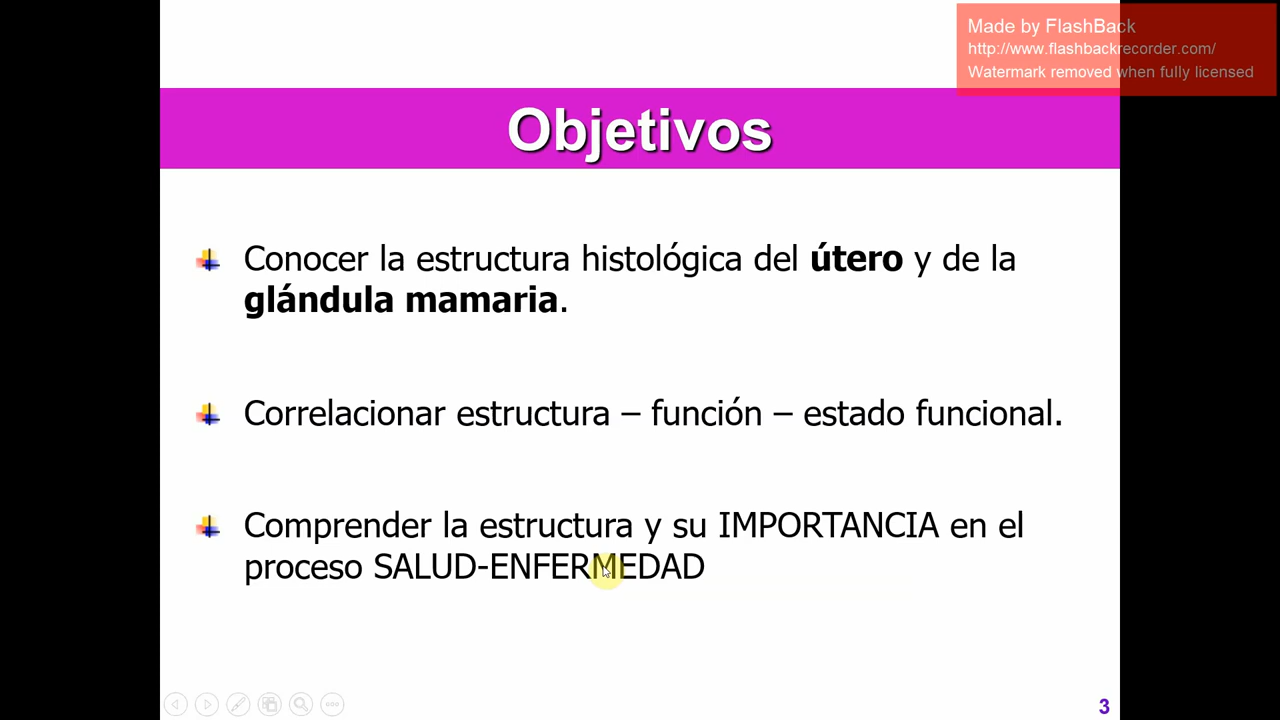 Made by FlashBack
http://www.flashbackrecorder.com/
Watermark removed when fully licensed
Objetivos
Conocer la estructura histológica del útero y de la
glándula mamaria.
Correlacionar estructura – función – estado funcional.
Comprender la estructura y su IMPORTANCIA en el
proceso SALUD-ENFERMEDAD
3